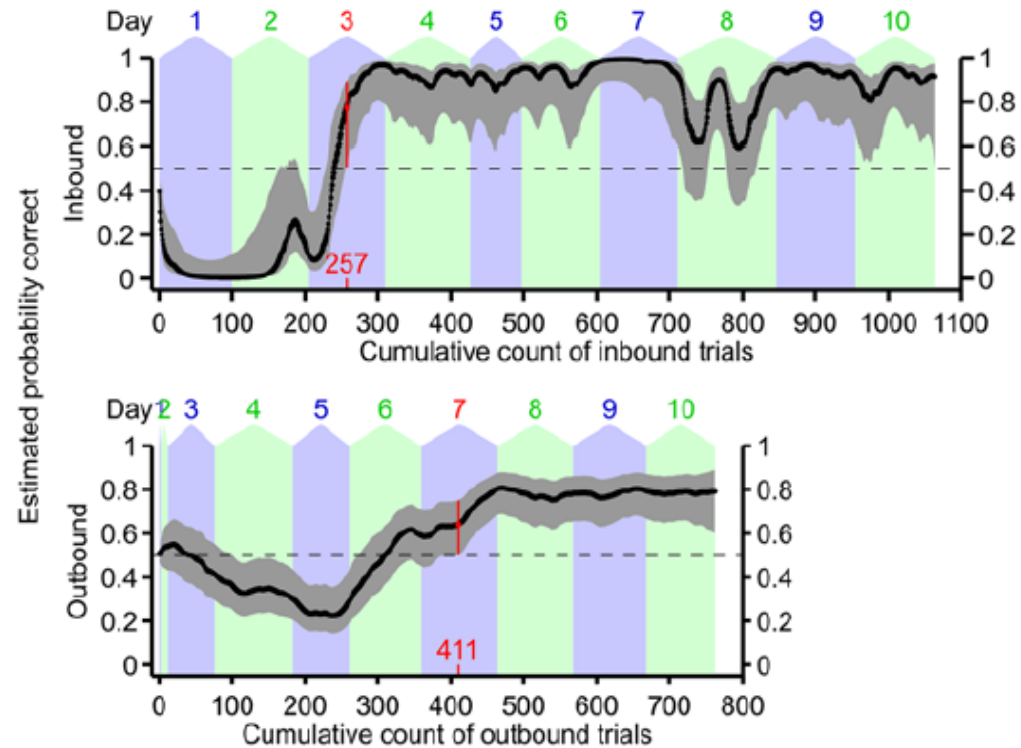 Day 1 2 3 4 5 6 7 8 9 10
1 1
0.8 0.8
0.6 0.6
0.4 0.4
0.2 0.2
257
0 0
Inbound
0 100 200 300 400 500 600 700 800 900 1000 1100
Cumulative count of inbound trials
Estimated probability correct
Day 1 2 3 4 5 6 7 8 9 10
1 1
0.8 0.8
0.6 0.6
0.4 0.4
0.2 0.2
411
0 0
Outbound
0 100 200 300 400 500 600 700 800
Cumulative count of outbound trials